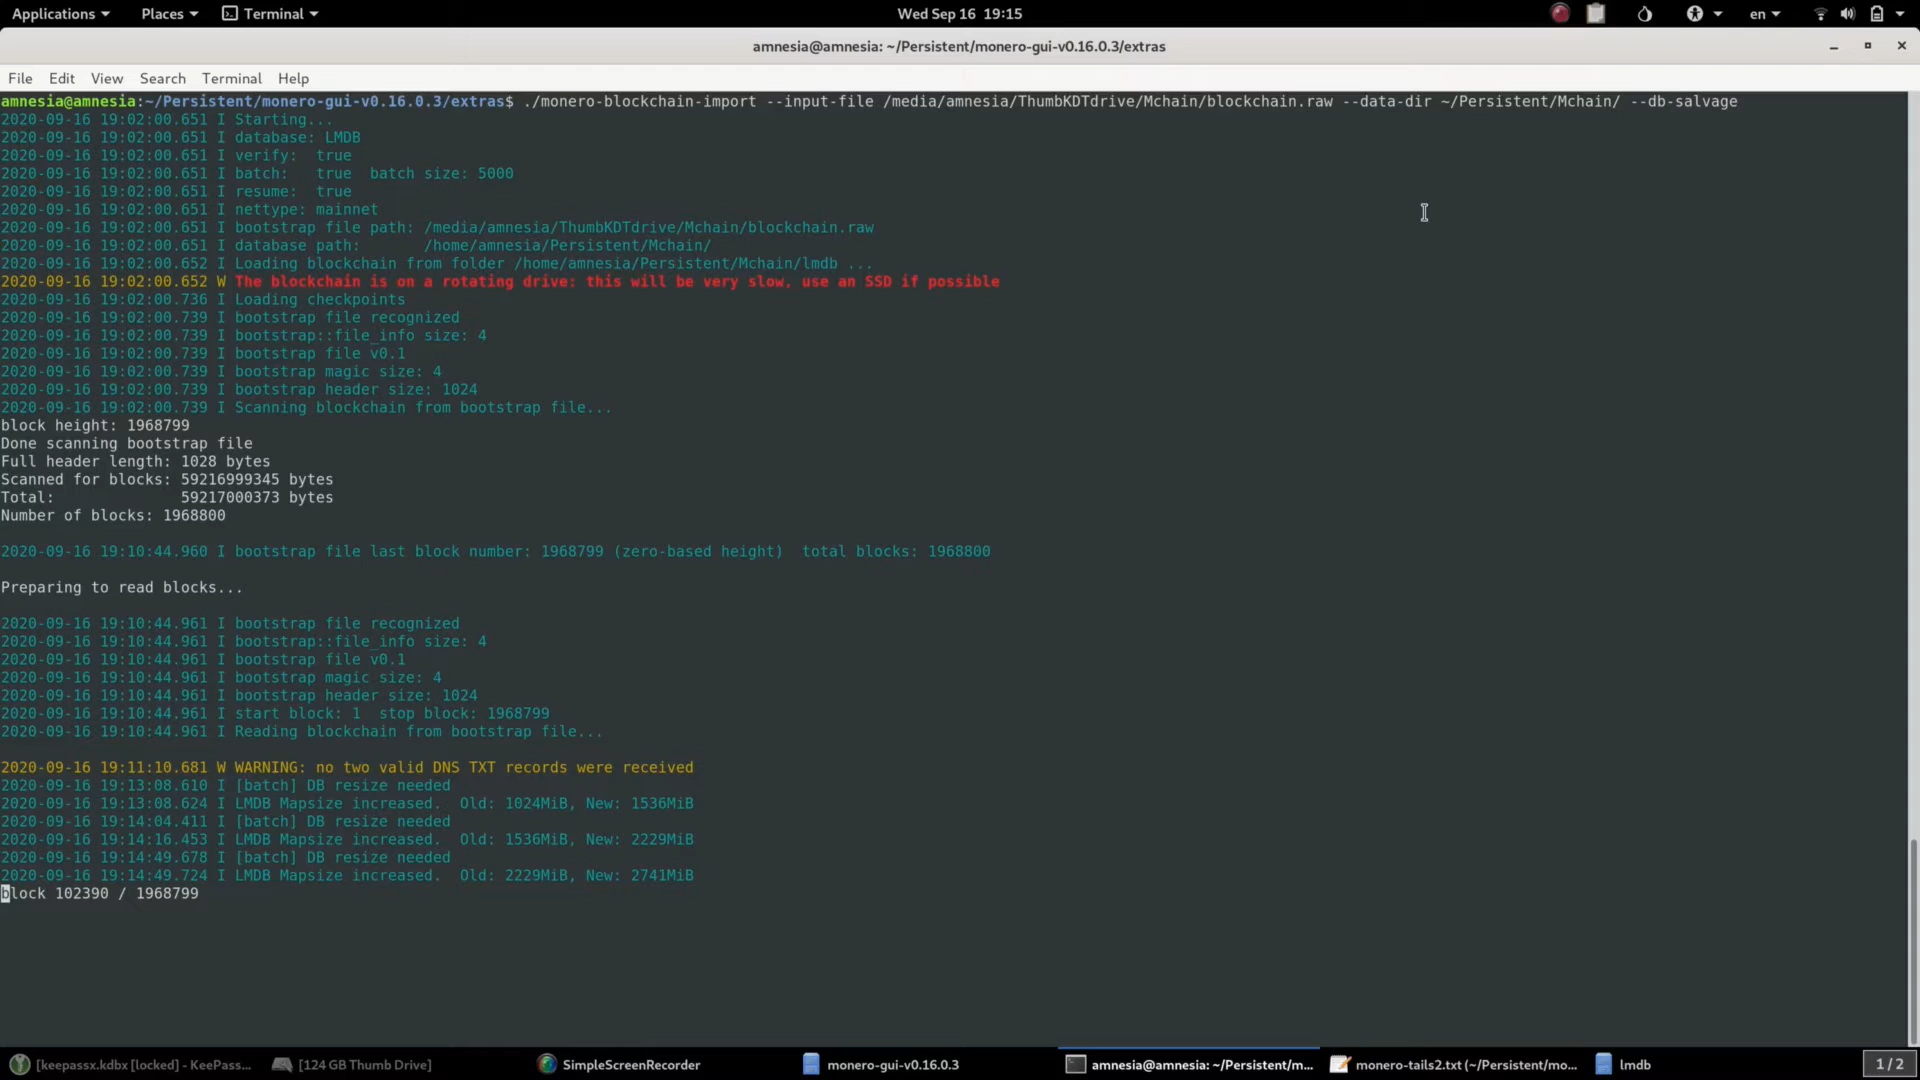 Applications Places Terminal Wed Sep 16 19:15 en
amnesia@amnesia: ~/Persistent/monero-gui-v0.16.0.3/extras
File Edit View Search Terminal Help
amnesia@amnesia:~/Persistent/monero-gui-v0.16.0.3/extras$ ./monero-blockchain-import --input-file /media/amnesia/ThumbKDTdrive/Mchain/blockchain.raw --data-dir ~/Persistent/Mchain/ --db-salvage
2020-09-16 19:02:00.651 I Starting...
2020-09-16 19:02:00.651 I database: LMDB
2020-09-16 19:02:00.651 I verify:  true
2020-09-16 19:02:00.651 I batch:   true  batch size: 5000
2020-09-16 19:02:00.651 I resume:  true
2020-09-16 19:02:00.651 I nettype: mainnet
2020-09-16 19:02:00.651 I bootstrap file path: /media/amnesia/ThumbKDTdrive/Mchain/blockchain.raw
2020-09-16 19:02:00.651 I database path:       /home/amnesia/Persistent/Mchain/
2020-09-16 19:02:00.652 I Loading blockchain from folder /home/amnesia/Persistent/Mchain/lmdb ...
2020-09-16 19:02:00.652 W The blockchain is on a rotating drive: this will be very slow, use an SSD if possible
2020-09-16 19:02:00.736 I Loading checkpoints
2020-09-16 19:02:00.739 I bootstrap file recognized
2020-09-16 19:02:00.739 I bootstrap::file_info size: 4
2020-09-16 19:02:00.739 I bootstrap file v0.1
2020-09-16 19:02:00.739 I bootstrap magic size: 4
2020-09-16 19:02:00.739 I bootstrap header size: 1024
2020-09-16 19:02:00.739 I Scanning blockchain from bootstrap file...
block height: 1968799
Done scanning bootstrap file
Full header length: 1028 bytes
Scanned for blocks: 59216999345 bytes
Total:              59217000373 bytes
Number of blocks: 1968800
2020-09-16 19:10:44.960 I bootstrap file last block number: 1968799 (zero-based height)  total blocks: 1968800
Preparing to read blocks...
2020-09-16 19:10:44.961 I bootstrap file recognized
2020-09-16 19:10:44.961 I bootstrap::file_info size: 4
2020-09-16 19:10:44.961 I bootstrap file v0.1
2020-09-16 19:10:44.961 I bootstrap magic size: 4
2020-09-16 19:10:44.961 I bootstrap header size: 1024
2020-09-16 19:10:44.961 I start block: 1  stop block: 1968799
2020-09-16 19:10:44.961 I Reading blockchain from bootstrap file...
2020-09-16 19:11:10.681 W WARNING: no two valid DNS TXT records were received
2020-09-16 19:13:08.610 I [batch] DB resize needed
2020-09-16 19:13:08.624 I LMDB Mapsize increased.  Old: 1024MiB, New: 1536MiB
2020-09-16 19:14:04.411 I [batch] DB resize needed
2020-09-16 19:14:16.453 I LMDB Mapsize increased.  Old: 1536MiB, New: 2229MiB
2020-09-16 19:14:49.678 I [batch] DB resize needed
2020-09-16 19:14:49.724 I LMDB Mapsize increased.  Old: 2229MiB, New: 2741MiB
block 102390 / 1968799
[keepassx.kdbx [locked] - KeePass... [124 GB Thumb Drive] SimpleScreenRecorder monero-gui-v0.16.0.3 amnesia@amnesia: ~/Persistent/m... monero-tails2.txt (~/Persistent/mo... lmdb 1 / 2